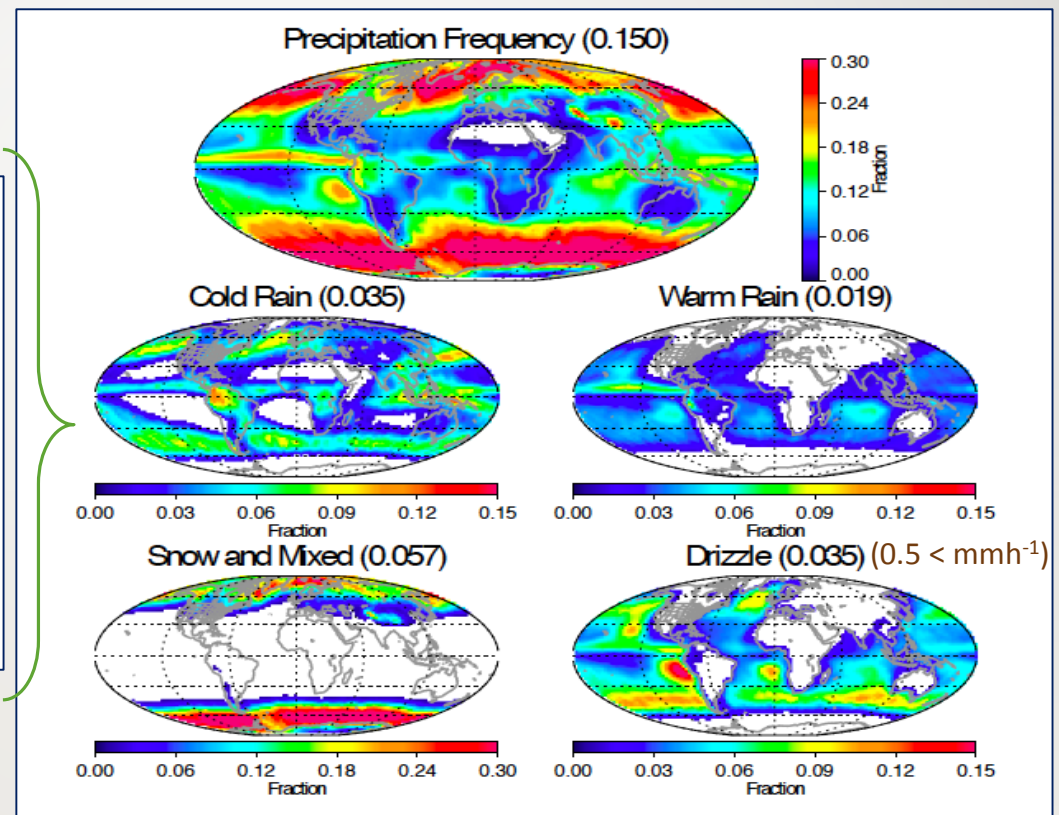 Precipitation Frequency (0.150)
0.30
0.24
0.18
0.12
0.06
0.00
Fraction
Cold Rain (0.035)
Warm Rain (0.019)
0.00 0.03 0.06 0.09 0.12 0.15
Fraction
0.00 0.03 0.06 0.09 0.12 0.15
Fraction
Snow and Mixed (0.057)
Drizzle (0.035) (0.5 < mmh⁻¹)
0.00 0.06 0.12 0.18 0.24 0.30
Fraction
0.00 0.03 0.06 0.09 0.12 0.15
Fraction